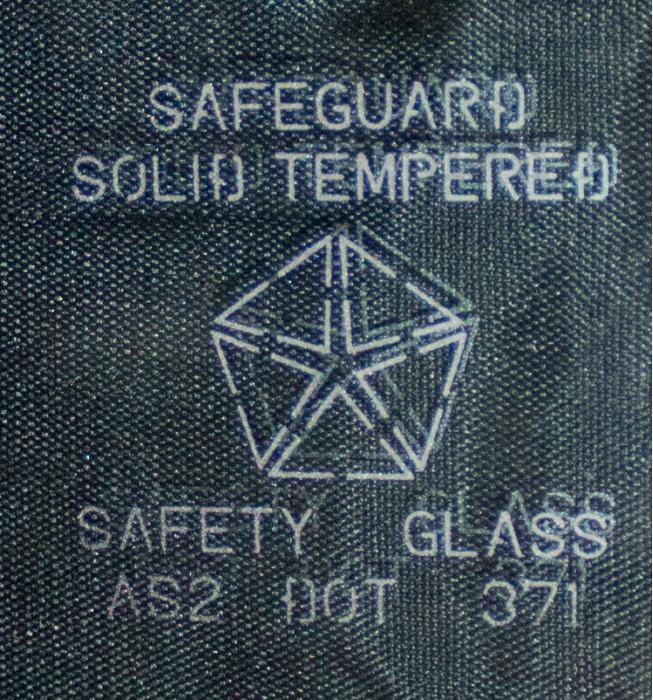 SAFEGUARD
SOLID TEMPERED
SAFETY GLASS
AS2 DOT 371